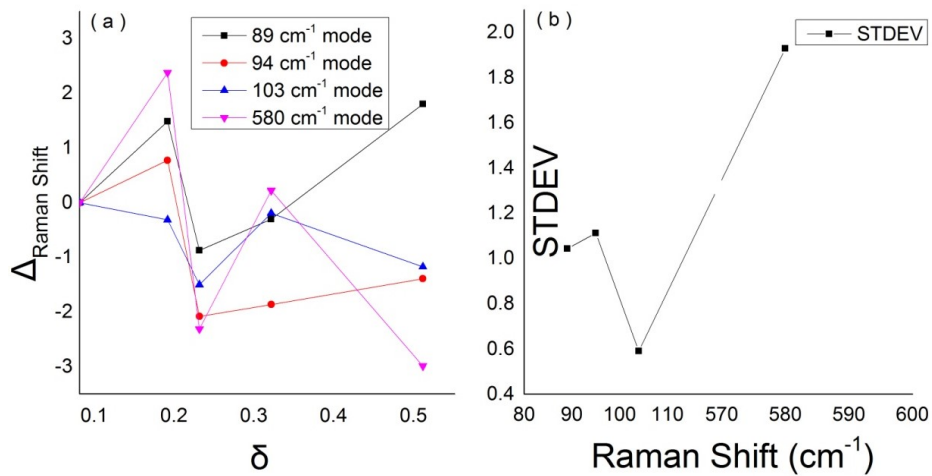 ( a )
89 cm⁻¹ mode
94 cm⁻¹ mode
103 cm⁻¹ mode
580 cm⁻¹ mode
3
2
1
0
-1
-2
-3
Δ Raman Shift
0.1 0.2 0.3 0.4 0.5
δ
( b )
STDEV
2.0
1.8
1.6
1.4
1.2
1.0
0.8
0.6
0.4
STDEV
80 90 100 110 570 580 590 600
Raman Shift (cm⁻¹)